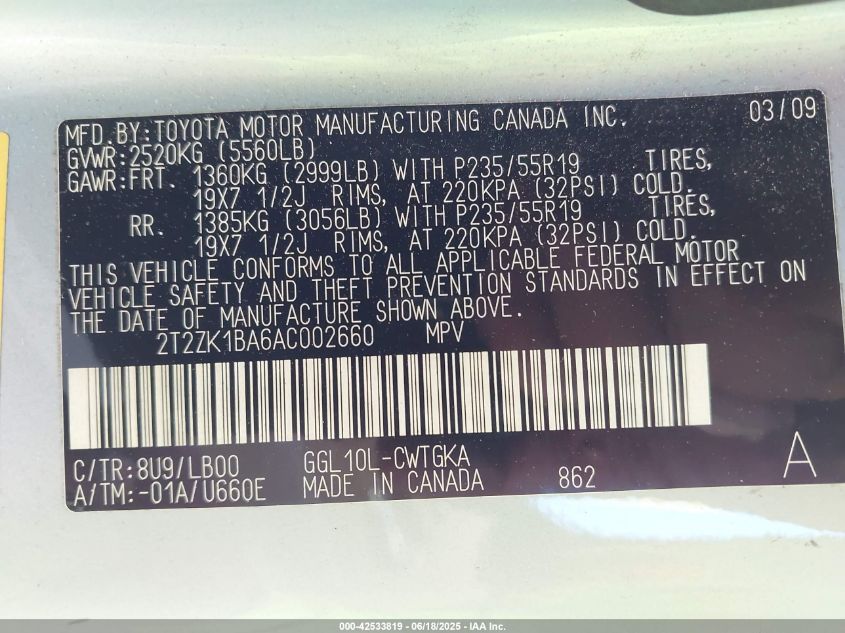 MFD. BY: TOYOTA MOTOR MANUFACTURING CANADA INC. 03/09
GVWR: 2520KG (5560LB)
GAWR: FRT. 1360KG (2999LB) WITH P235/55R19 TIRES,
19X7 1/2J RIMS, AT 220KPA (32PSI) COLD.
RR. 1385KG (3056LB) WITH P235/55R19 TIRES,
19X7 1/2J RIMS, AT 220KPA (32PSI) COLD.
THIS VEHICLE CONFORMS TO ALL APPLICABLE FEDERAL MOTOR
VEHICLE SAFETY AND THEFT PREVENTION STANDARDS IN EFFECT ON
THE DATE OF MANUFACTURE SHOWN ABOVE.
2T2ZK1BA6AC002660 MPV
C/TR: 8U9/LB00 GGL10L-CWTGKA A
A/TM: -01A/U660E MADE IN CANADA 862
000-42533819 - 06/18/2025 - IAA Inc.